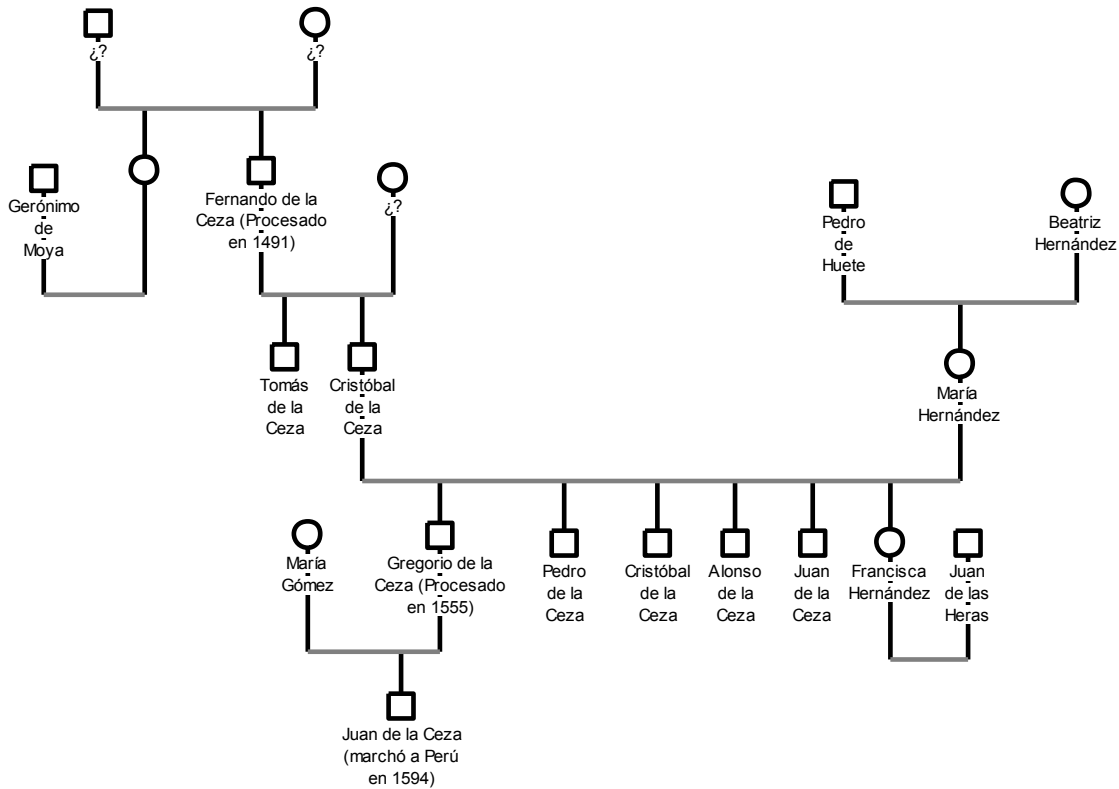 ¿?
¿?
Gerónimo
de
Moya
Fernando de la
Ceza (Procesado
en 1491)
¿?
Pedro
de
Huete
Beatriz
Hernández
Tomás
de la
Ceza
Cristóbal
de la
Ceza
María
Hernández
María
Gómez
Gregorio de la
Ceza (Procesado
en 1555)
Pedro
de la
Ceza
Cristóbal
de la
Ceza
Alonso
de la
Ceza
Juan
de la
Ceza
Francisca
Hernández
Juan
de las
Heras
Juan de la Ceza
(marchó a Perú
en 1594)